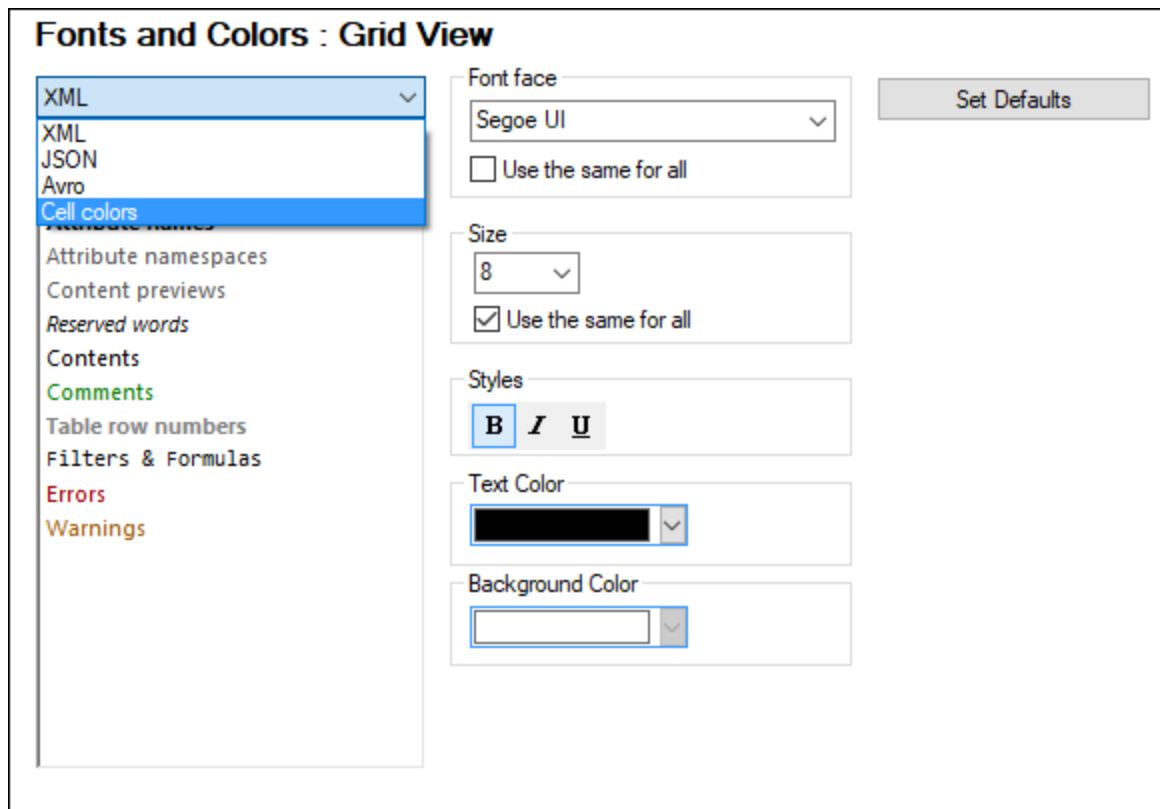 Fonts and Colors : Grid View
XML
XML
JSON
Avro
Cell colors
Attribute names
Attribute namespaces
Content previews
Reserved words
Contents
Comments
Table row numbers
Filters & Formulas
Errors
Warnings
Font face
Segoe UI
Use the same for all
Size
8
Use the same for all
Styles
B I U
Text Color
Background Color
Set Defaults